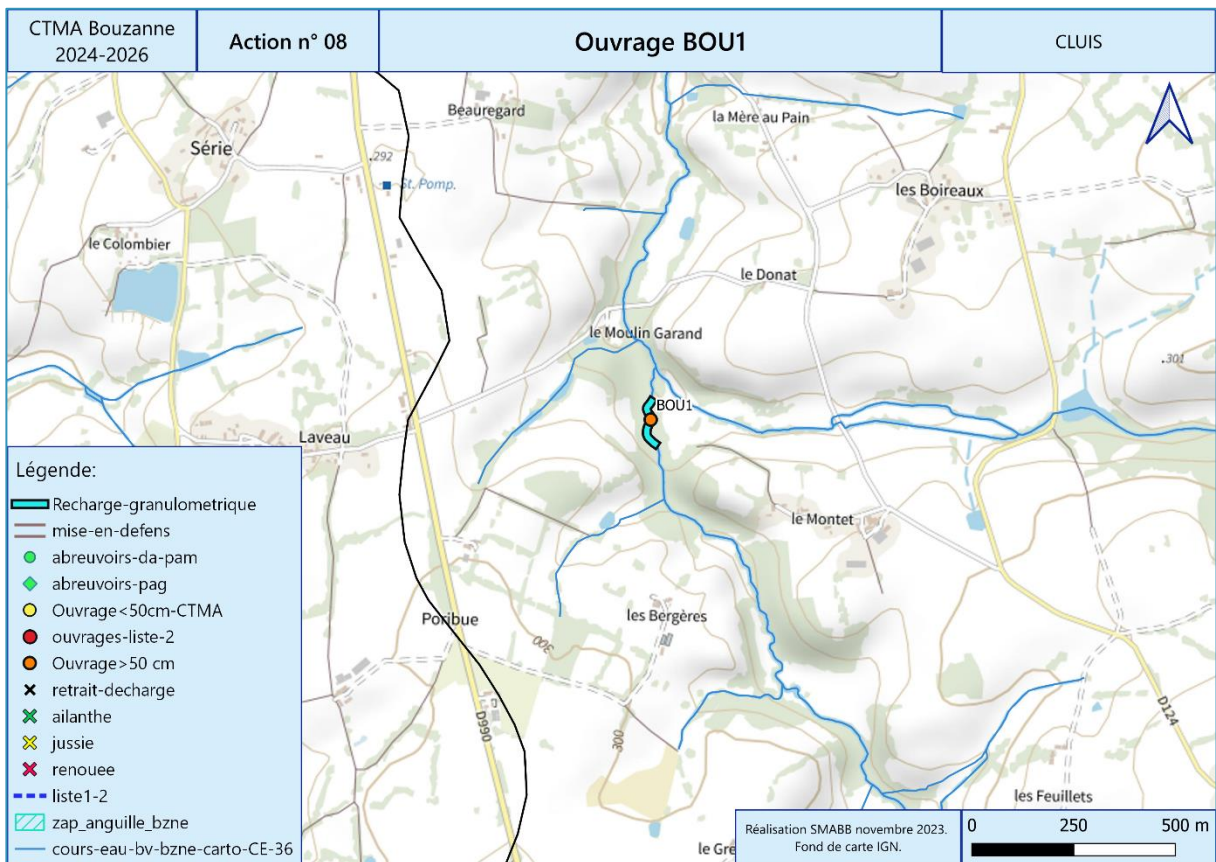 CTMA Bouzanne
2024-2026
Action n° 08
Ouvrage BOU1
CLUIS
Beauregard
la Mère au Pain
Série
292
St. Pomp.
les Boireaux
le Colombier
le Donat
le Moulin Garand
301
BOU1
Laveau
le Montet
les Bergères
Poribue
300
300
D990
D124
les Feuillets
le Gre
Légende:
Recharge-granulometrique
mise-en-defens
abreuvoirs-da-pam
abreuvoirs-pag
Ouvrage<50cm-CTMA
ouvrages-liste-2
Ouvrage>50 cm
retrait-decharge
ailanthe
jussie
renouee
liste1-2
zap_anguille_bzne
cours-eau-bv-bzne-carto-CE-36
Réalisation SMABB novembre 2023.
Fond de carte IGN.
0 250 500 m